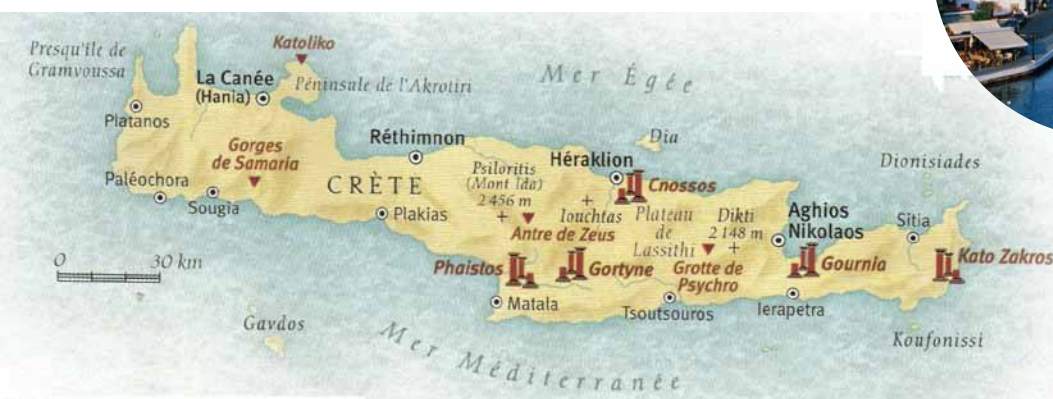 Presqu'île de
Gramvoussa
Katoliko
La Canée
(Hania)
Péninsule de l'Akrotiri
Mer Égée
Platanos
Gorges
de Samaria
Réthimnon
Dia
Héraklion
Dionisiades
Psiloritis
(Mont Ida)
2 456 m
Cnossos
Paléochora
Sougia
CRÈTE
Plakias
Iouchtas
Plateau
de
Lassithi
Dikti
2 148 m
Aghios
Nikolaos
Sitia
Antre de Zeus
0 30 km
Phaistos
Gortyne
Grotte de
Psychro
Gournia
Kato Zakros
Matala
Tsoutsouros
Ierapetra
Gavdos
Koufonissi
Mer Méditerranée